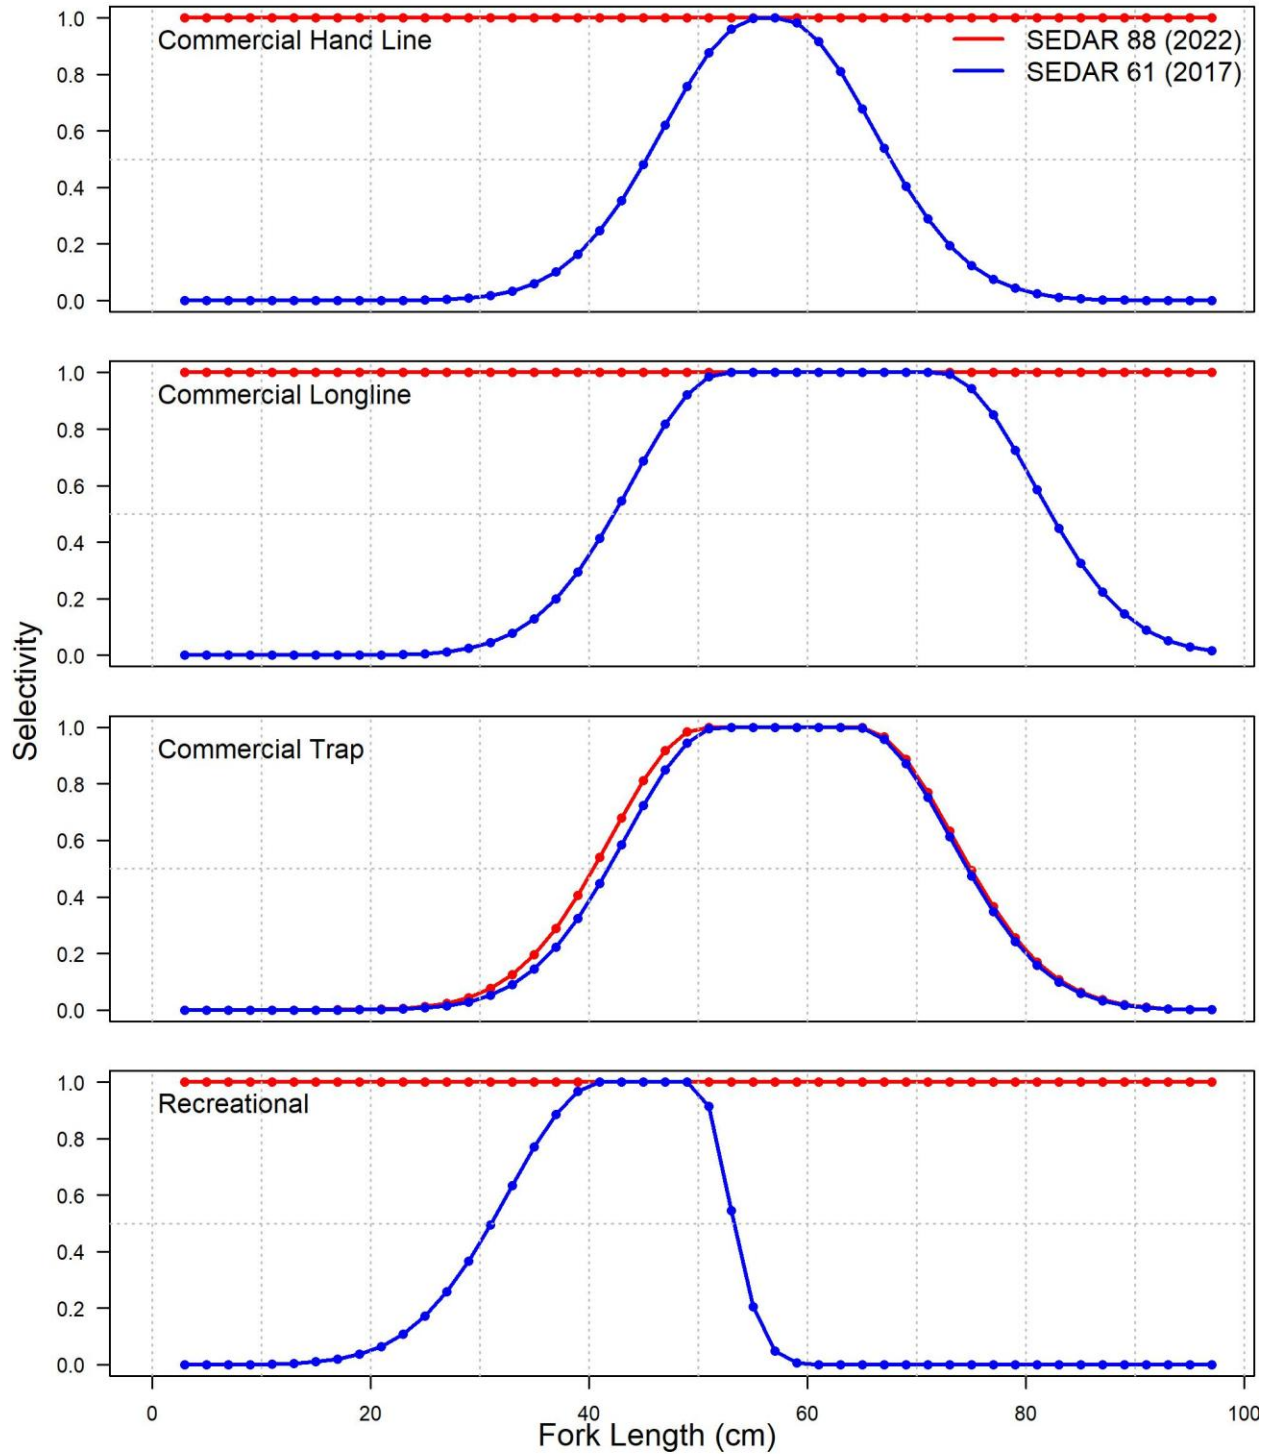 Commercial Hand Line
SEDAR 88 (2022)
SEDAR 61 (2017)
1.0
0.8
0.6
0.4
0.2
0.0
Commercial Longline
1.0
0.8
0.6
0.4
0.2
0.0
Selectivity
Commercial Trap
1.0
0.8
0.6
0.4
0.2
0.0
Recreational
1.0
0.8
0.6
0.4
0.2
0.0
0 20 40 60 80 100
Fork Length (cm)